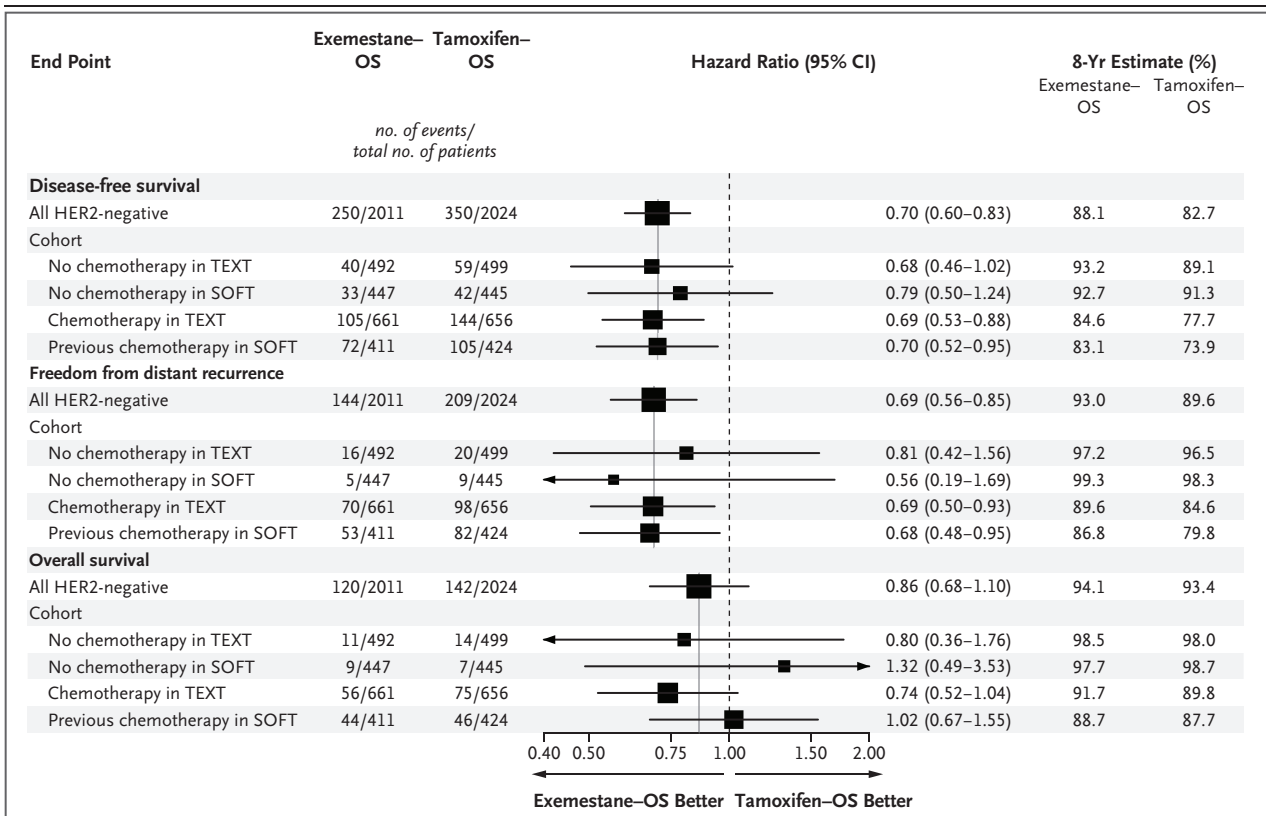 Exemestane– Tamoxifen–
End Point OS OS Hazard Ratio (95% CI) 8-Yr Estimate (%)
Exemestane– Tamoxifen–
OS OS
no. of events/
total no. of patients
Disease-free survival
All HER2-negative 250/2011 350/2024 0.70 (0.60–0.83) 88.1 82.7
Cohort
No chemotherapy in TEXT 40/492 59/499 0.68 (0.46–1.02) 93.2 89.1
No chemotherapy in SOFT 33/447 42/445 0.79 (0.50–1.24) 92.7 91.3
Chemotherapy in TEXT 105/661 144/656 0.69 (0.53–0.88) 84.6 77.7
Previous chemotherapy in SOFT 72/411 105/424 0.70 (0.52–0.95) 83.1 73.9
Freedom from distant recurrence
All HER2-negative 144/2011 209/2024 0.69 (0.56–0.85) 93.0 89.6
Cohort
No chemotherapy in TEXT 16/492 20/499 0.81 (0.42–1.56) 97.2 96.5
No chemotherapy in SOFT 5/447 9/445 0.56 (0.19–1.69) 99.3 98.3
Chemotherapy in TEXT 70/661 98/656 0.69 (0.50–0.93) 89.6 84.6
Previous chemotherapy in SOFT 53/411 82/424 0.68 (0.48–0.95) 86.8 79.8
Overall survival
All HER2-negative 120/2011 142/2024 0.86 (0.68–1.10) 94.1 93.4
Cohort
No chemotherapy in TEXT 11/492 14/499 0.80 (0.36–1.76) 98.5 98.0
No chemotherapy in SOFT 9/447 7/445 1.32 (0.49–3.53) 97.7 98.7
Chemotherapy in TEXT 56/661 75/656 0.74 (0.52–1.04) 91.7 89.8
Previous chemotherapy in SOFT 44/411 46/424 1.02 (0.67–1.55) 88.7 87.7
0.40 0.50 0.75 1.00 1.50 2.00
Exemestane–OS Better Tamoxifen–OS Better